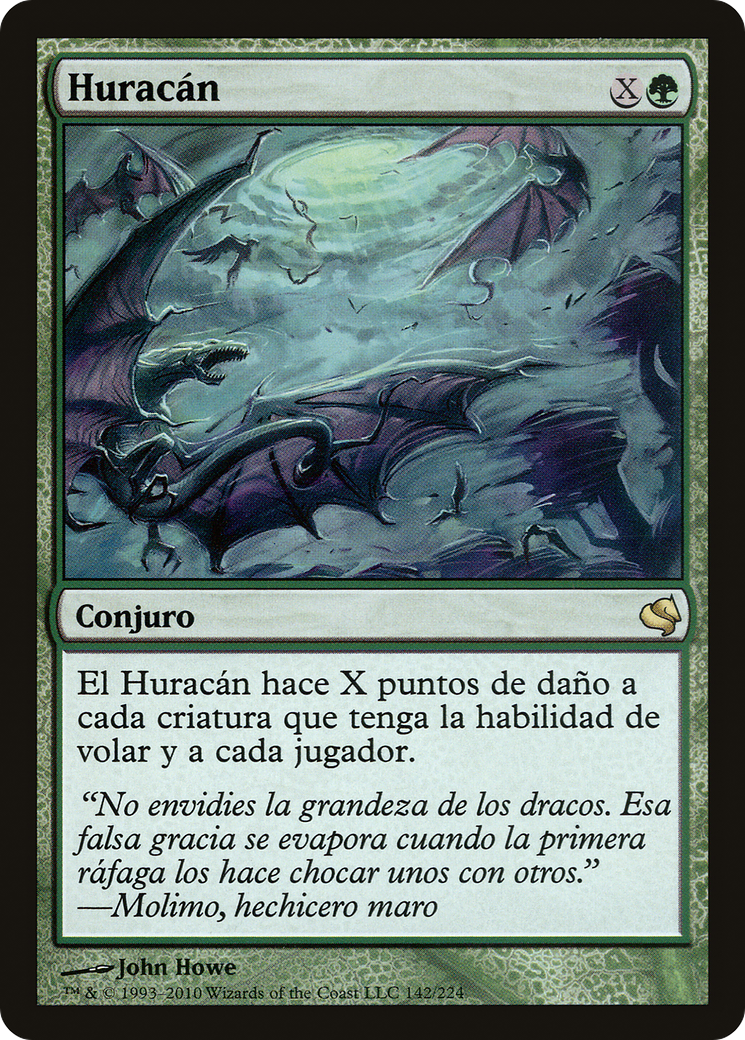 Huracán
X
Conjuro
El Huracán hace X puntos de daño a
cada criatura que tenga la habilidad de
volar y a cada jugador.
“No envidies la grandeza de los dracos. Esa
falsa gracia se evapora cuando la primera
ráfaga los hace chocar unos con otros.”
—Molimo, hechicero maro
John Howe
™ & © 1993–2010 Wizards of the Coast LLC 142/224